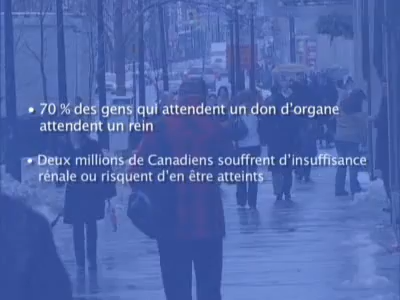 • 70 % des gens qui attendent un don d'organe
attendent un rein
• Deux millions de Canadiens souffrent d'insuffisance
rénale ou risquent d'en être atteints